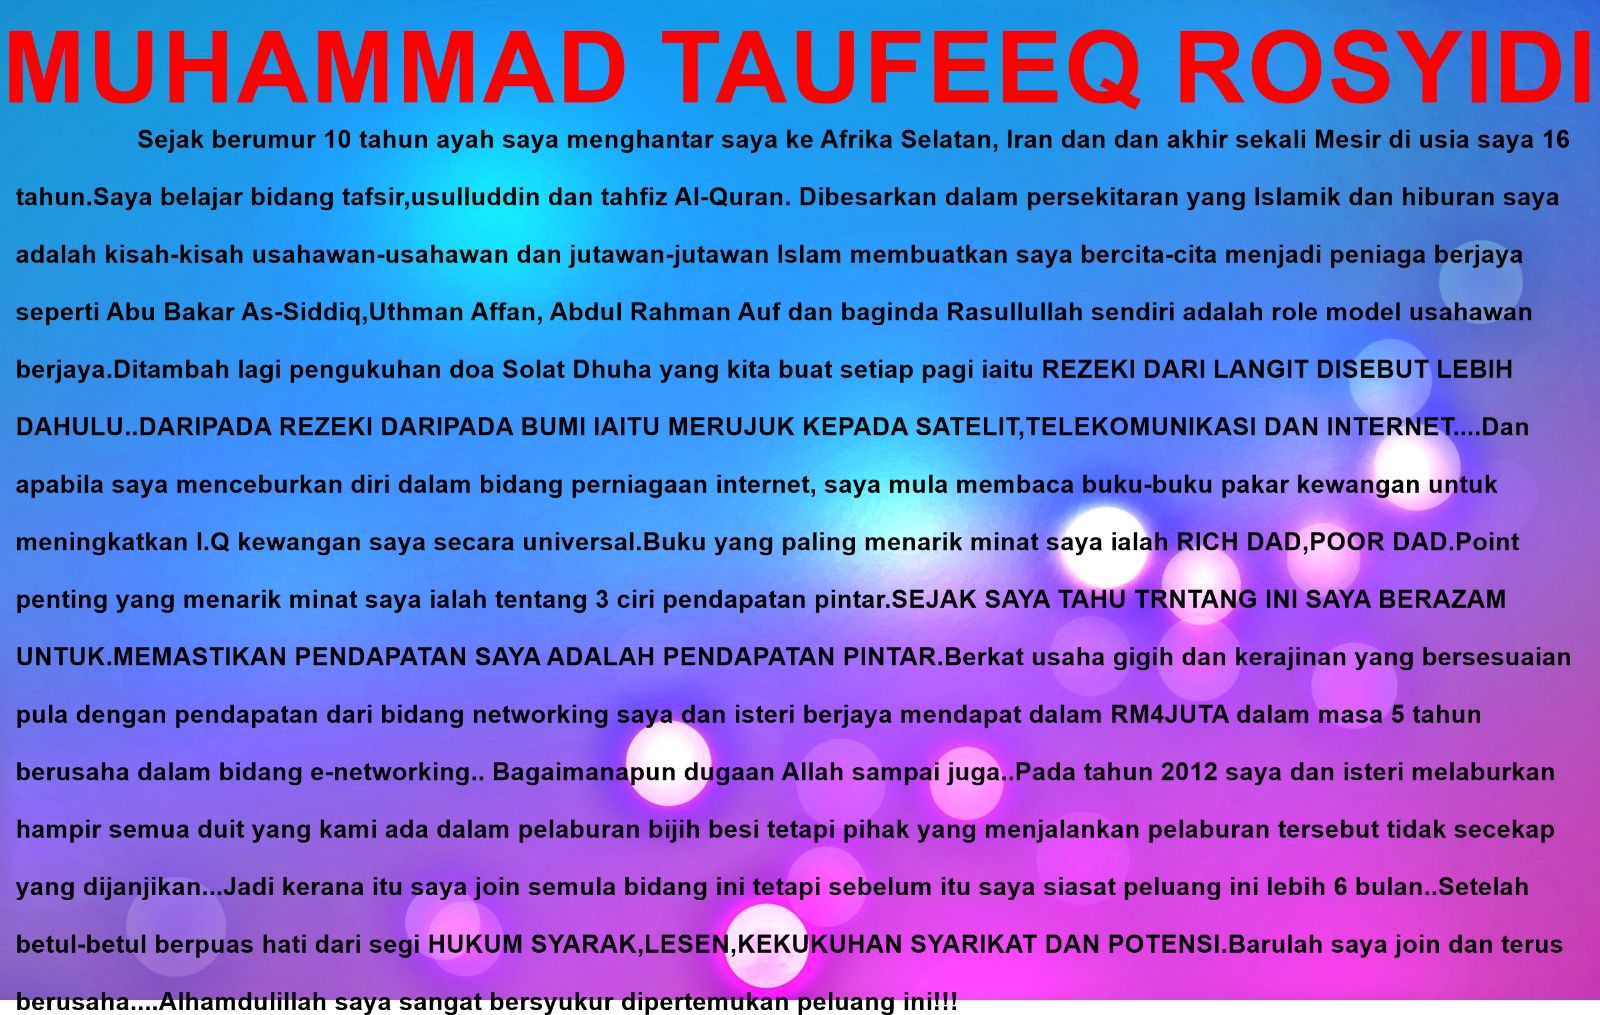 MUHAMMAD TAUFEEQ ROSYIDI
Sejak berumur 10 tahun ayah saya menghantar saya ke Afrika Selatan, Iran dan dan akhir sekali Mesir di usia saya 16
tahun.Saya belajar bidang tafsir,usulluddin dan tahfiz Al-Quran. Dibesarkan dalam persekitaran yang Islamik dan hiburan saya
adalah kisah-kisah usahawan-usahawan dan jutawan-jutawan Islam membuatkan saya bercita-cita menjadi peniaga berjaya
seperti Abu Bakar As-Siddiq,Uthman Affan, Abdul Rahman Auf dan baginda Rasullullah sendiri adalah role model usahawan
berjaya.Ditambah lagi pengukuhan doa Solat Dhuha yang kita buat setiap pagi iaitu REZEKI DARI LANGIT DISEBUT LEBIH
DAHULU..DARIPADA REZEKI DARIPADA BUMI IAITU MERUJUK KEPADA SATELIT,TELEKOMUNIKASI DAN INTERNET....Dan
apabila saya menceburkan diri dalam bidang perniagaan internet, saya mula membaca buku-buku pakar kewangan untuk
meningkatkan I.Q kewangan saya secara universal.Buku yang paling menarik minat saya ialah RICH DAD,POOR DAD.Point
penting yang menarik minat saya ialah tentang 3 ciri pendapatan pintar.SEJAK SAYA TAHU TRNTANG INI SAYA BERAZAM
UNTUK.MEMASTIKAN PENDAPATAN SAYA ADALAH PENDAPATAN PINTAR.Berkat usaha gigih dan kerajinan yang bersesuaian
pula dengan pendapatan dari bidang networking saya dan isteri berjaya mendapat dalam RM4JUTA dalam masa 5 tahun
berusaha dalam bidang e-networking.. Bagaimanapun dugaan Allah sampai juga..Pada tahun 2012 saya dan isteri melaburkan
hampir semua duit yang kami ada dalam pelaburan bijih besi tetapi pihak yang menjalankan pelaburan tersebut tidak secekap
yang dijanjikan...Jadi kerana itu saya join semula bidang ini tetapi sebelum itu saya siasat peluang ini lebih 6 bulan..Setelah
betul-betul berpuas hati dari segi HUKUM SYARAK,LESEN,KEKUKUHAN SYARIKAT DAN POTENSI.Barulah saya join dan terus
berusaha....Alhamdulillah saya sangat bersyukur dipertemukan peluang ini!!!